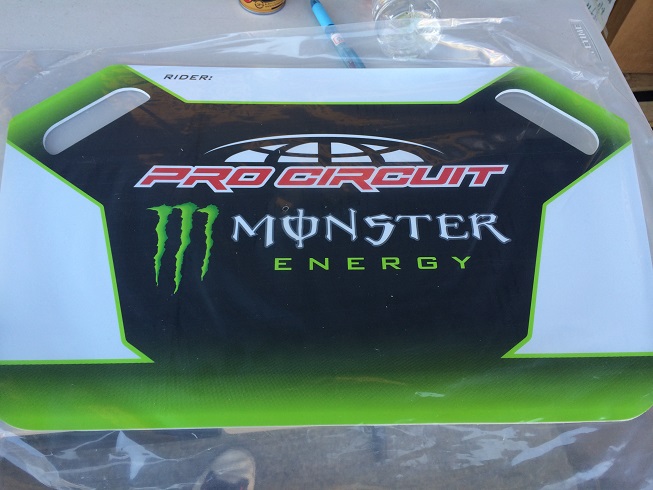 RIDER:
PRO CIRCUIT
MONSTER
ENERGY